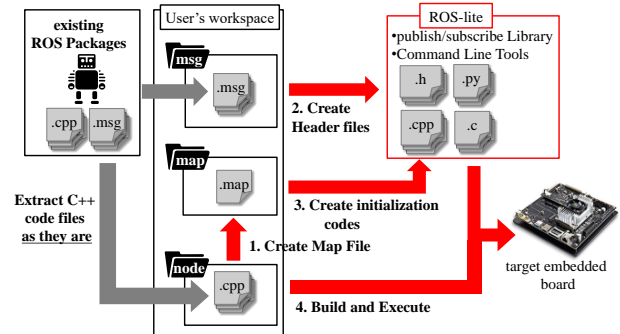 existing
ROS Packages
.cpp
.msg
Extract C++
code files
as they are
User's workspace
msg
.msg
map
.map
1. Create Map File
node
.cpp
2. Create
Header files
3. Create initialization
codes
4. Build and Execute
ROS-lite
•publish/subscribe Library
•Command Line Tools
.h
.py
.cpp
.c
target embedded
board